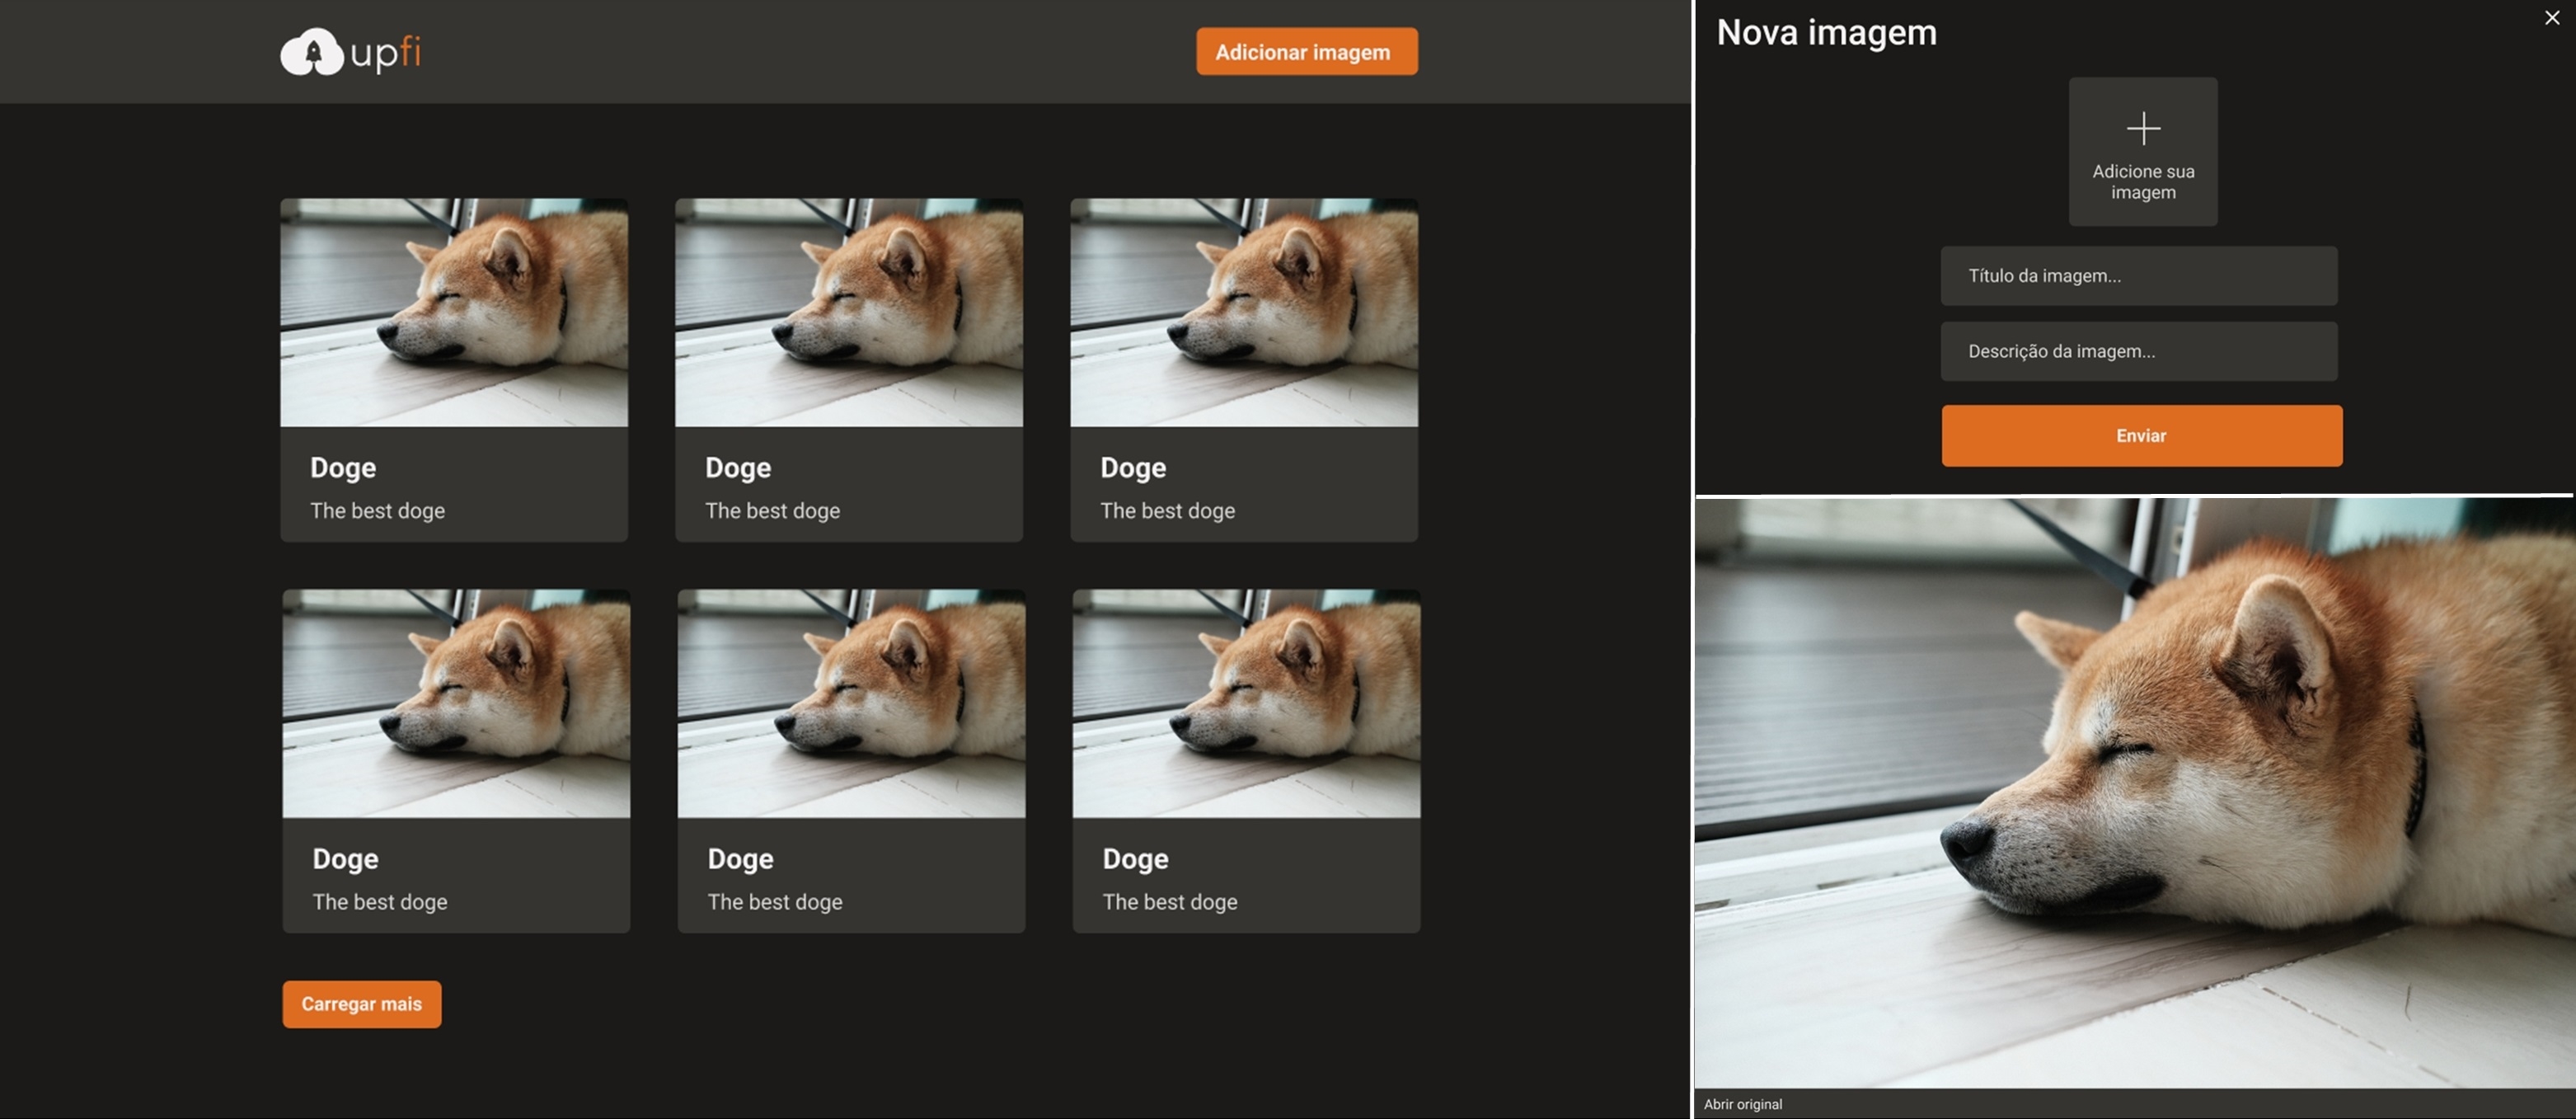 upfi
Adicionar imagem
Doge
The best doge
Doge
The best doge
Doge
The best doge
Doge
The best doge
Doge
The best doge
Doge
The best doge
Carregar mais
Nova imagem
Adicione sua
imagem
Título da imagem...
Descrição da imagem...
Enviar
Abrir original